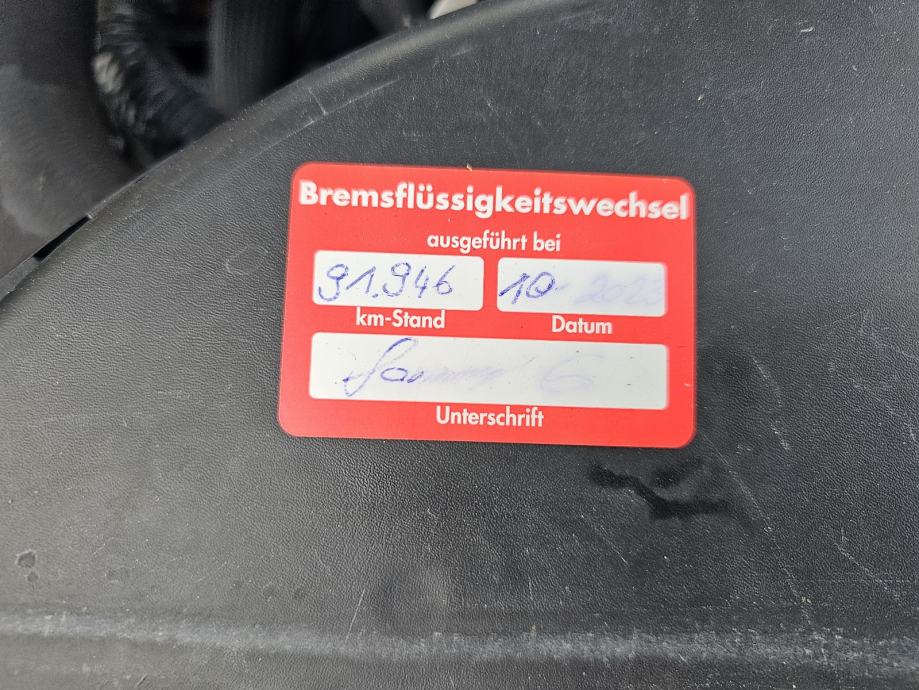 Bremsflüssigkeitswechsel
ausgeführt bei
91.946 10
km-Stand Datum
Unterschrift